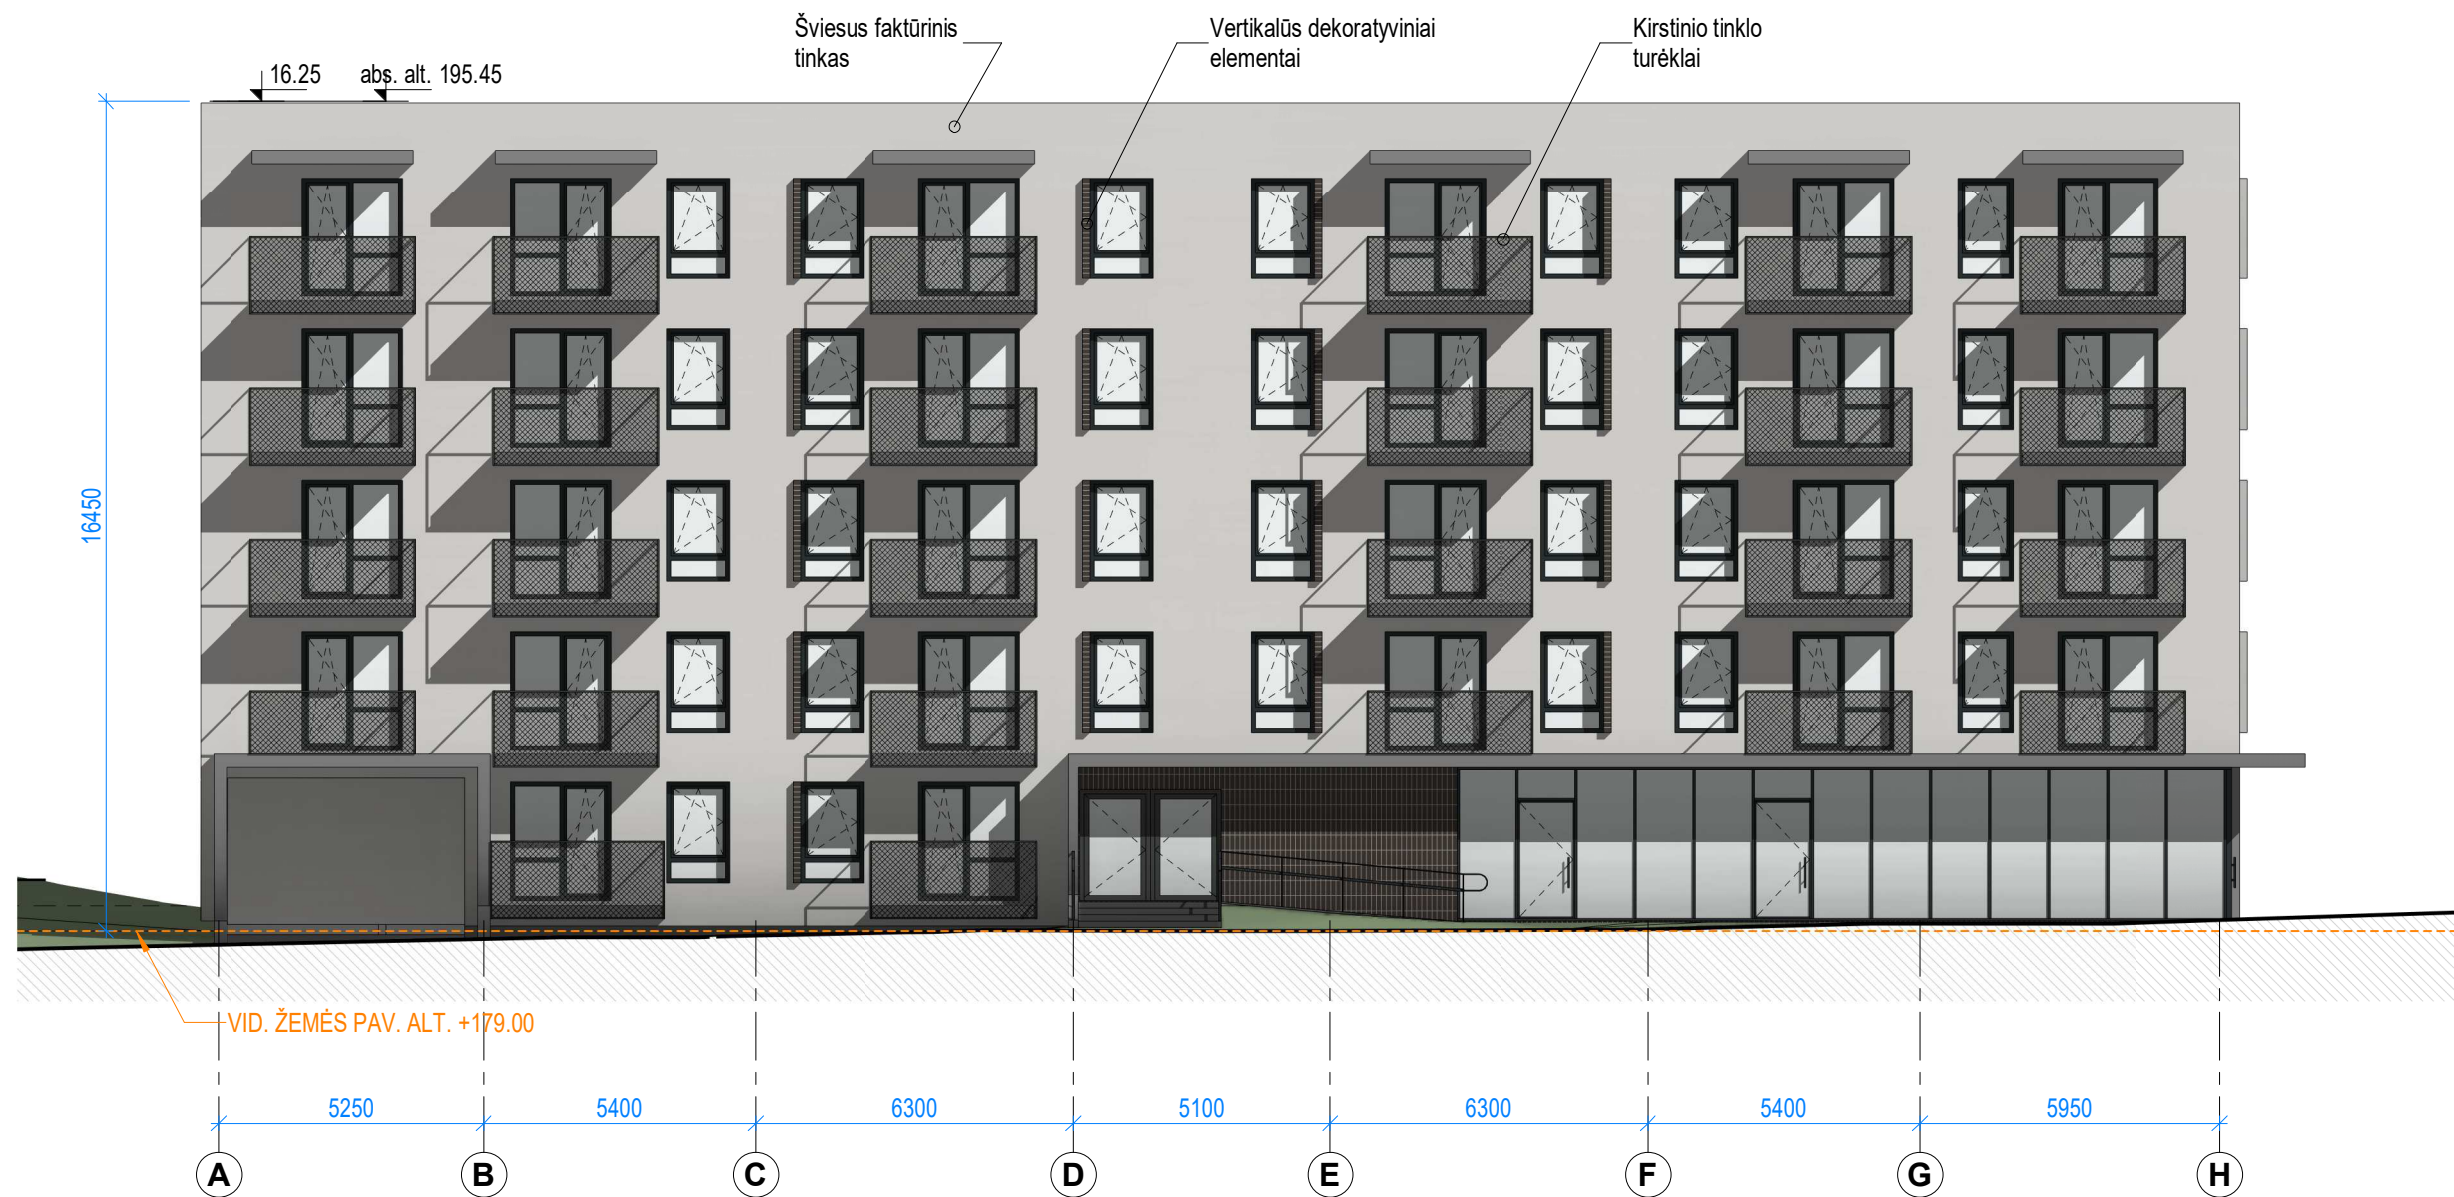 Šviesus faktūrinis
tinkas
Vertikalūs dekoratyviniai
elementai
Kirstinio tinklo
turėklai
16.25
abs. alt. 195.45
16450
VID. ŽEMĖS PAV. ALT. +179.00
5250
5400
6300
5100
6300
5400
5950
A
B
C
D
E
F
G
H